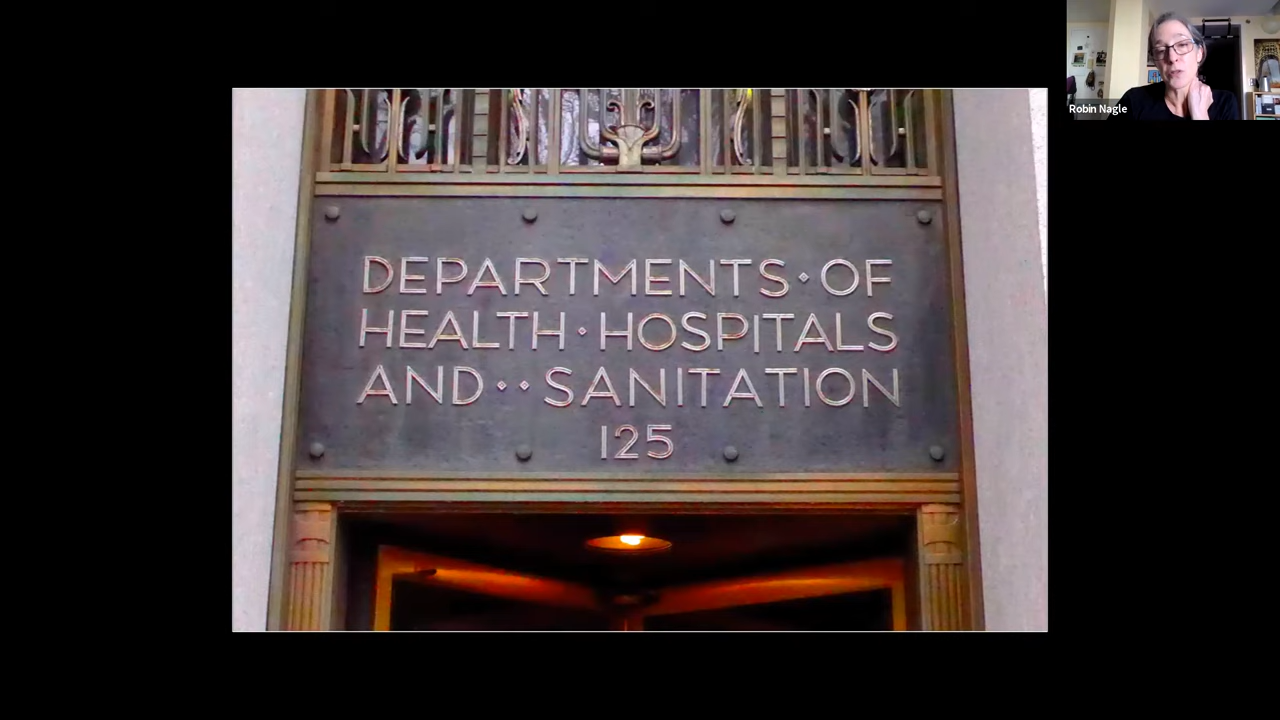 Robin Nagle
DEPARTMENTS·OF
HEALTH·HOSPITALS
AND··SANITATION
125